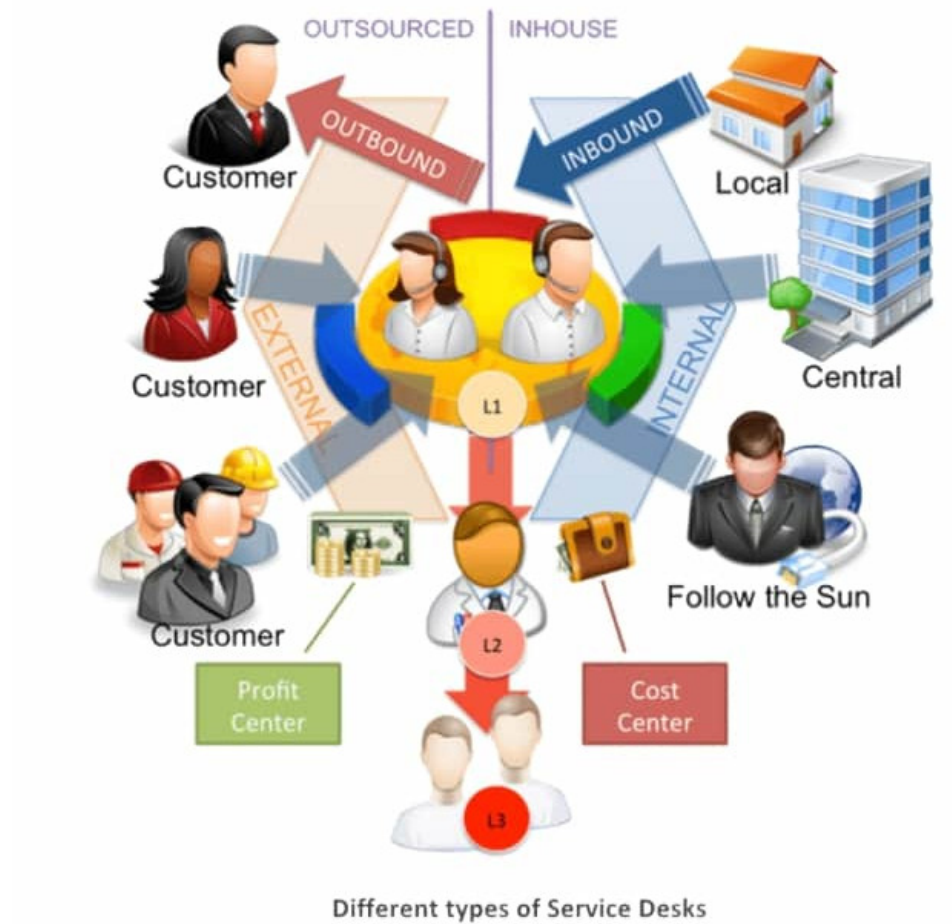 OUTSOURCED
INHOUSE
OUTBOUND
INBOUND
Customer
Local
Customer
EXTERNAL
INTERNAL
Central
L1
Customer
Follow the Sun
L2
Profit
Center
Cost
Center
L3
Different types of Service Desks